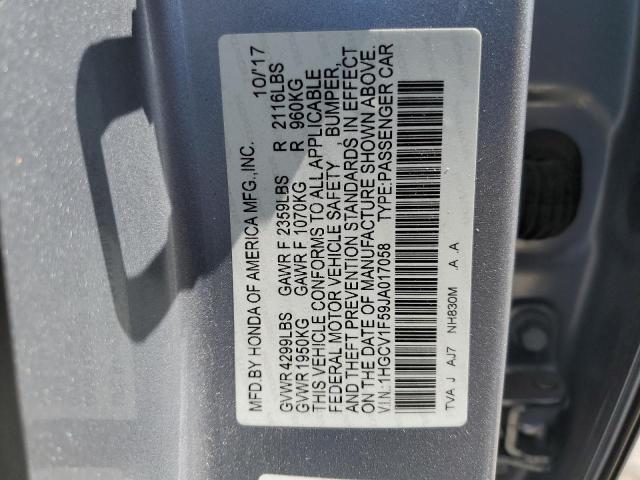 MFD.BY HONDA OF AMERICA MFG.,INC. 10/'17
GVWR 4299LBS GAWR F 2359LBS R 2116LBS
GVWR 1950KG GAWR F 1070KG R 960KG
THIS VEHICLE CONFORMS TO ALL APPLICABLE
FEDERAL MOTOR VEHICLE SAFETY , BUMPER,
AND THEFT PREVENTION STANDARDS IN EFFECT
ON THE DATE OF MANUFACTURE SHOWN ABOVE.
V.I.N.:1HGCV1F59JA017058 TYPE:PASSENGER CAR
TVA J AJ7 NH830M A A